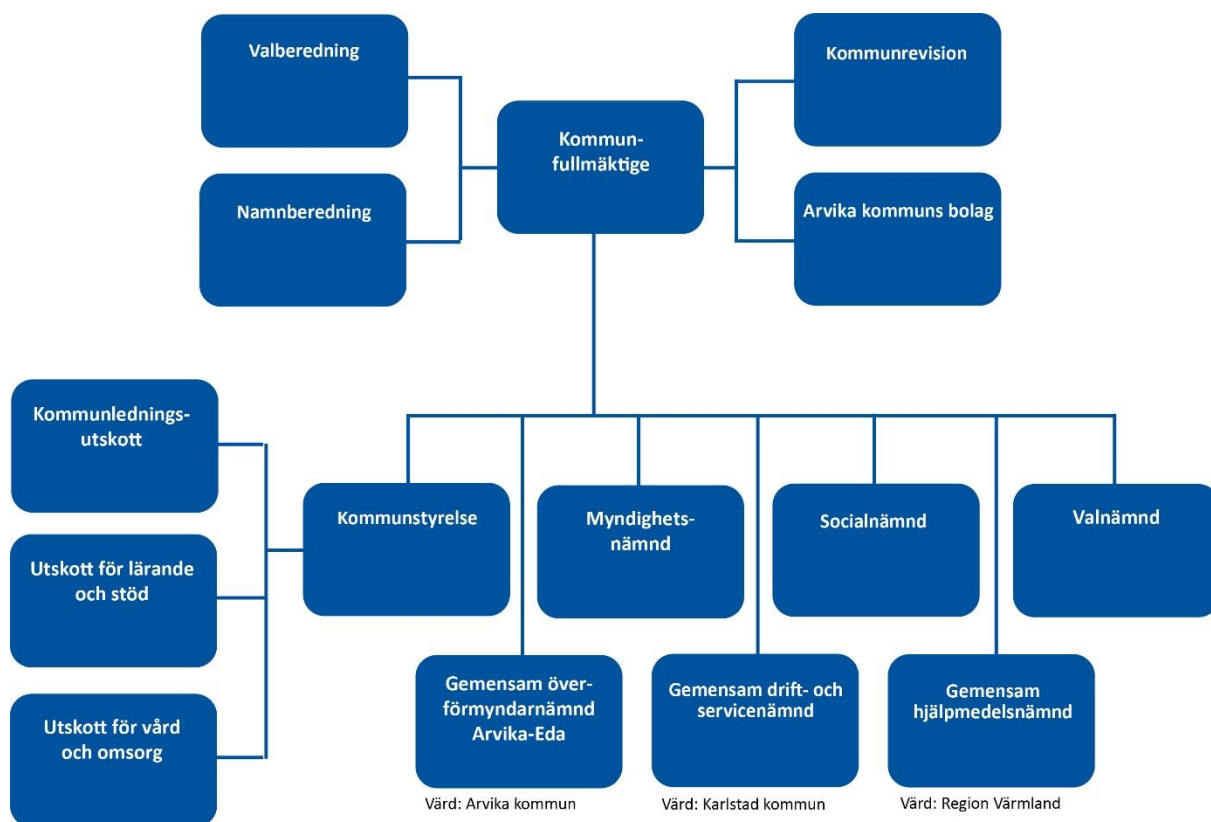 Valberedning
Kommunrevision
Kommun-
fullmäktige
Namnberedning
Arvika kommuns bolag
Kommunlednings-
utskott
Utskott för lärande
och stöd
Utskott för vård
och omsorg
Kommunstyrelse
Myndighets-
nämnd
Socialnämnd
Valnämnd
Gemensam över-
förmyndarnämnd
Arvika-Eda
Värd: Arvika kommun
Gemensam drift- och
servicenämnd
Värd: Karlstad kommun
Gemensam
hjälpmedelsnämnd
Värd: Region Värmland